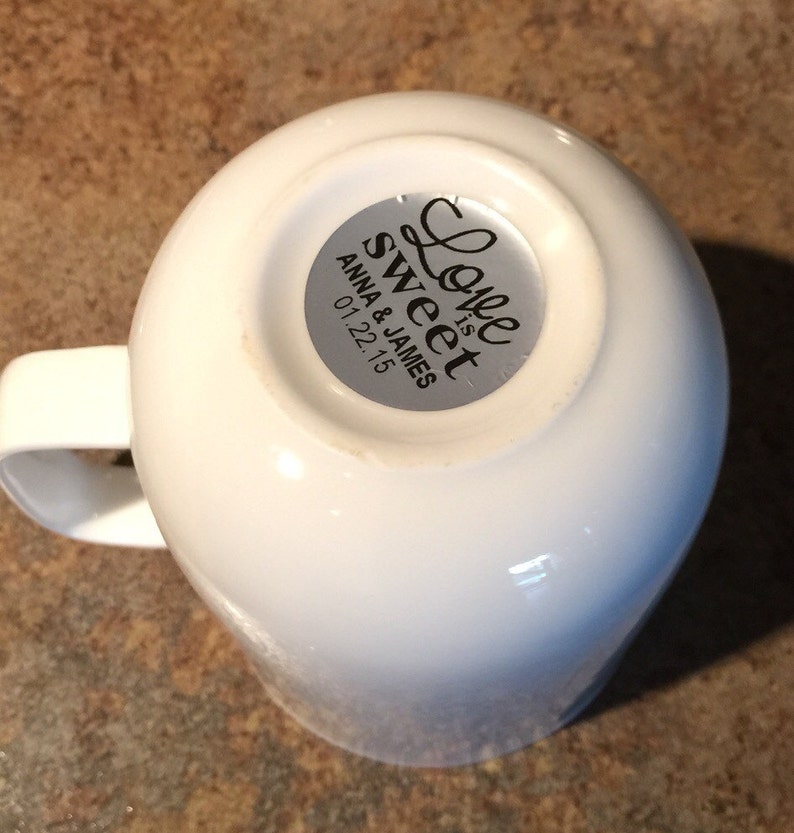 Love
is
sweet
ANNA & JAMES
01.22.15